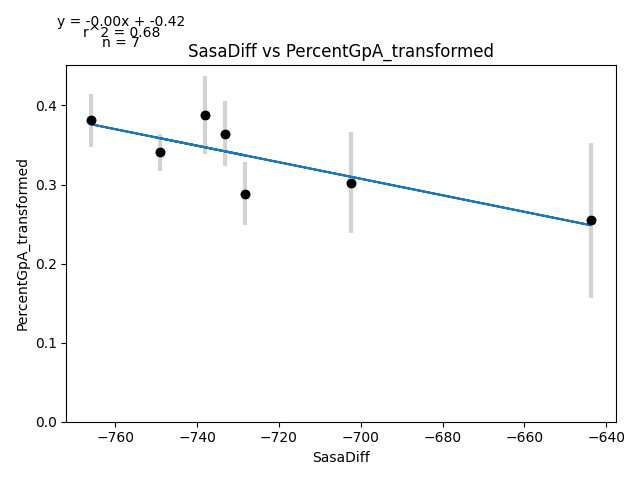 y = -0.00x + -0.42
r^2 = 0.68
n = 7
SasaDiff vs PercentGpA_transformed
PercentGpA_transformed
0.4
0.3
0.2
0.1
0.0
−760 −740 −720 −700 −680 −660 −640
SasaDiff